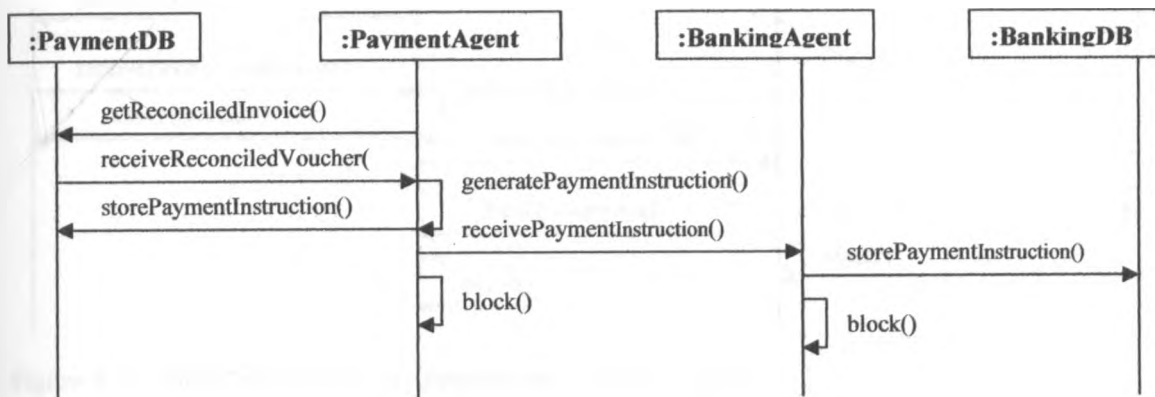 :PaymentDB
:PaymentAgent
:BankingAgent
:BankingDB
getReconciledInvoice()
receiveReconciledVoucher(
generatePaymentInstruction()
storePaymentInstruction()
receivePaymentInstruction()
storePaymentInstruction()
block()
block()